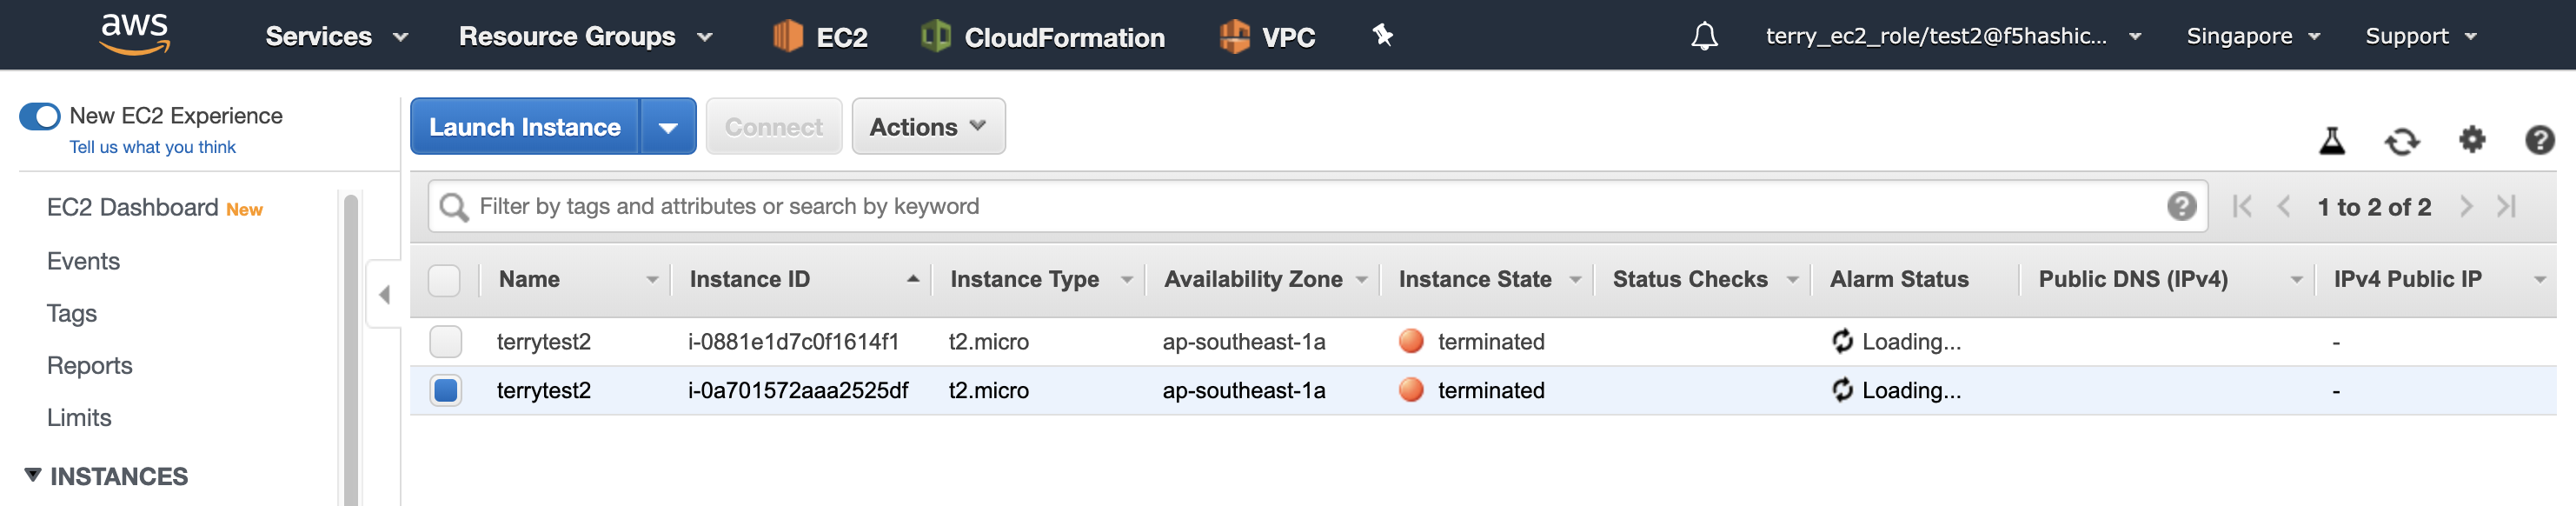 aws Services Resource Groups EC2 CloudFormation VPC terry_ec2_role/test2@f5hashic... Singapore Support
New EC2 Experience
Tell us what you think
EC2 Dashboard New
Events
Tags
Reports
Limits
INSTANCES
Launch Instance Connect Actions
Filter by tags and attributes or search by keyword 1 to 2 of 2
Name Instance ID Instance Type Availability Zone Instance State Status Checks Alarm Status Public DNS (IPv4) IPv4 Public IP
terrytest2 i-0881e1d7c0f1614f1 t2.micro ap-southeast-1a terminated Loading... -
terrytest2 i-0a701572aaa2525df t2.micro ap-southeast-1a terminated Loading... -